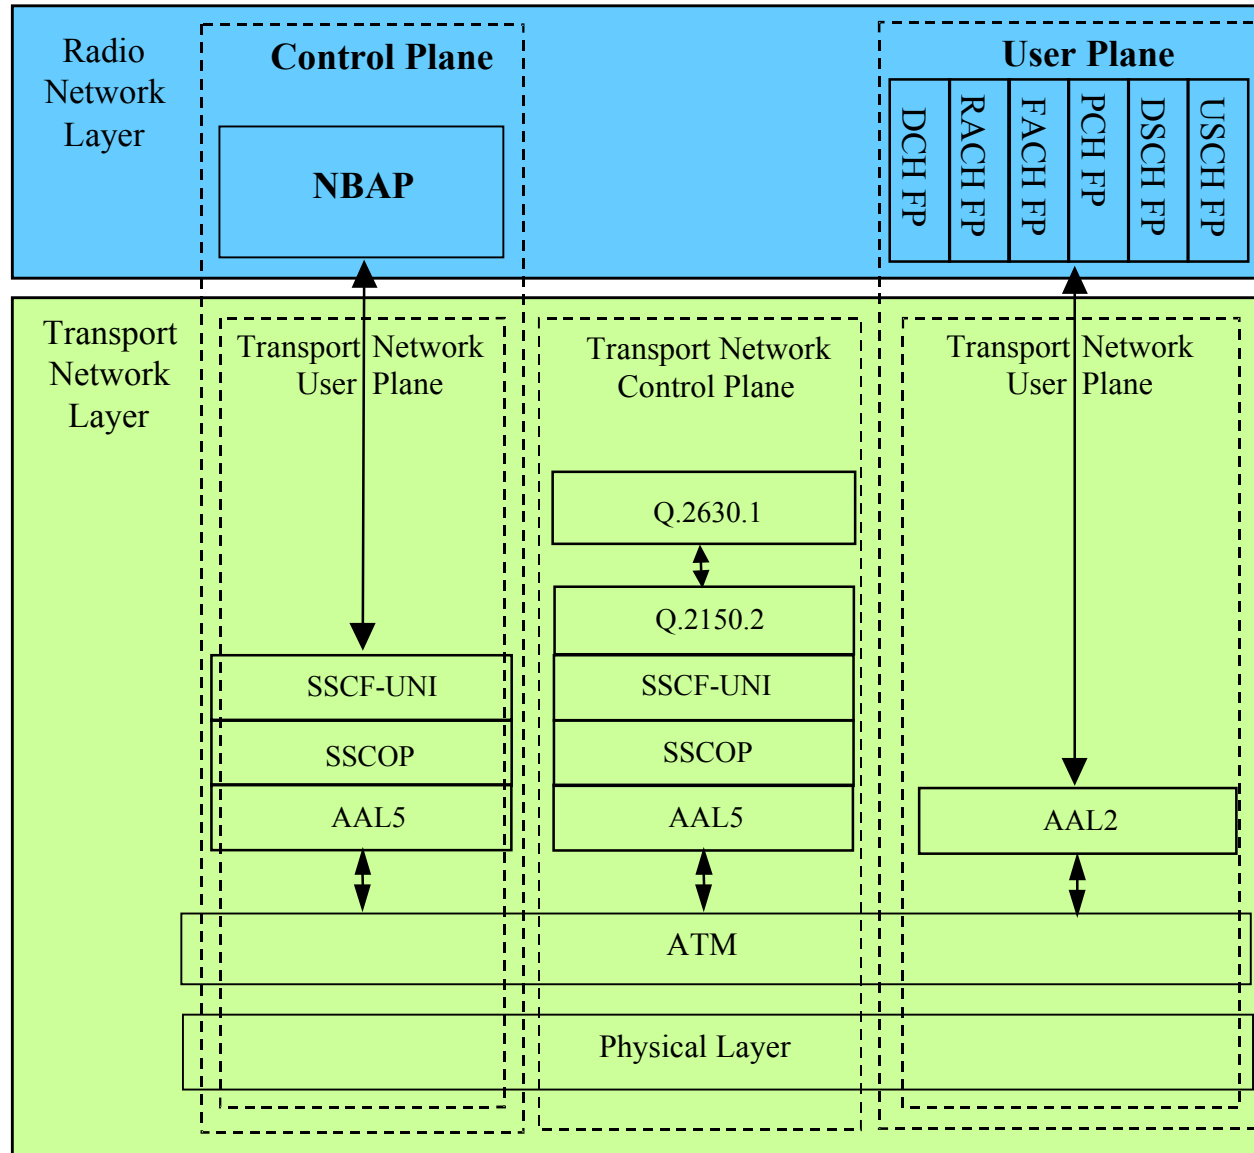 Radio
Network
Layer
Control Plane
NBAP
User Plane
DCH FP
RACH FP
FACH FP
PCH FP
DSCH FP
USCH FP
Transport
Network
Layer
Transport Network
User Plane
Transport Network
Control Plane
Transport Network
User Plane
Q.2630.1
Q.2150.2
SSCF-UNI
SSCF-UNI
SSCOP
SSCOP
AAL5
AAL5
AAL2
ATM
Physical Layer